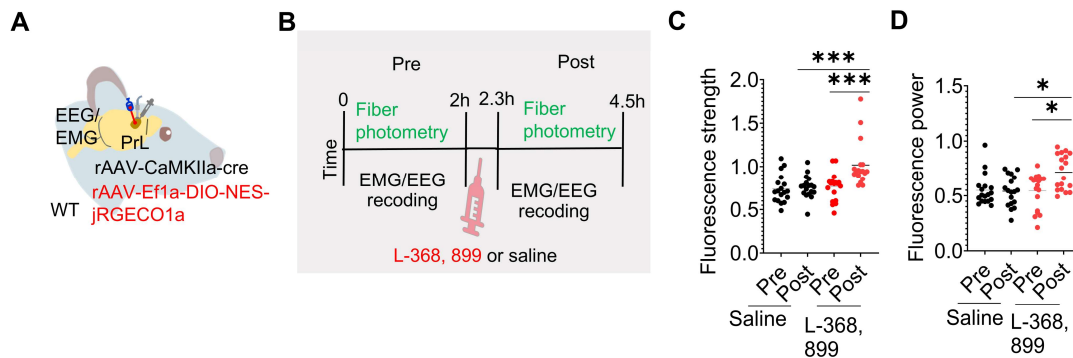 A
EEG/
EMG
PrL
rAAV-CaMKIIa-cre
rAAV-Ef1a-DIO-NES-
WT jRGECO1a
B
Pre Post
0 2h 2.3h 4.5h
Fiber photometry
Fiber photometry
Time
EMG/EEG recoding
EMG/EEG recoding
L-368, 899 or saline
C
Fluorescence strength
2.0
1.5
1.0
0.5
0.0
***
***
Pre Post Pre Post
Saline L-368,
899
D
Fluorescence power
1.5
1.0
0.5
0.0
*
*
Pre Post Pre Post
Saline L-368,
899